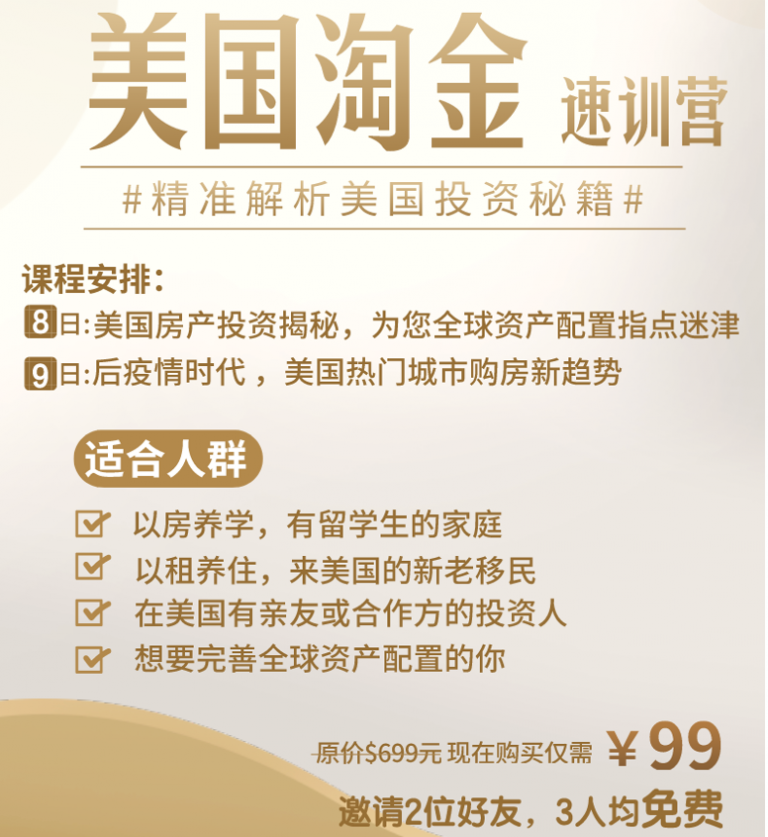 美国淘金 速训营
#精准解析美国投资秘籍#
课程安排：
8日:美国房产投资揭秘，为您全球资产配置指点迷津
9日:后疫情时代，美国热门城市购房新趋势
适合人群
以房养学，有留学生的家庭
以租养住，来美国的新老移民
在美国有亲友或合作方的投资人
想要完善全球资产配置的你
原价$699元 现在购买仅需 ¥99
邀请2位好友，3人均免费